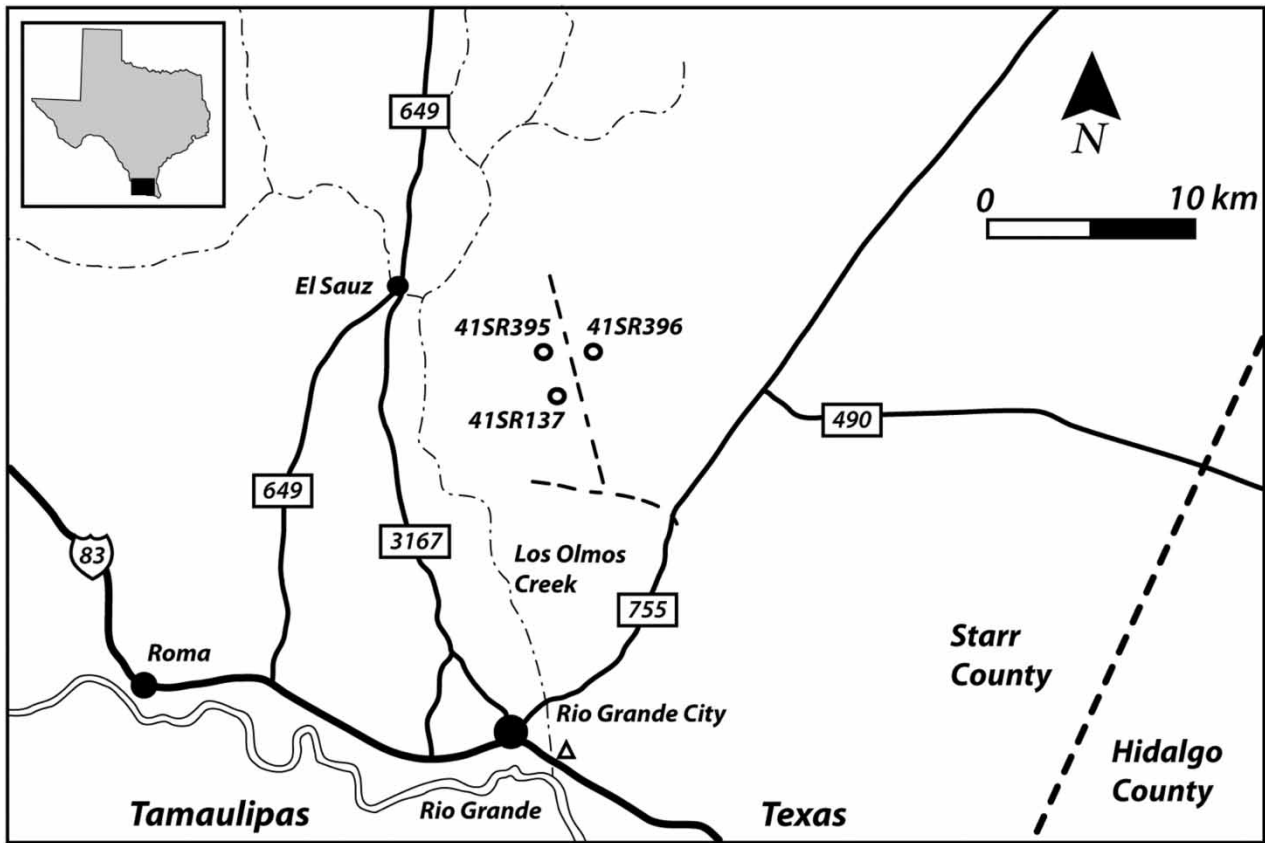 649
N
0 10 km
El Sauz
41SR395 41SR396
41SR137
490
649
3167
83
Los Olmos
Creek
755
Roma
Starr
County
Rio Grande City
Hidalgo
County
Tamaulipas
Rio Grande
Texas